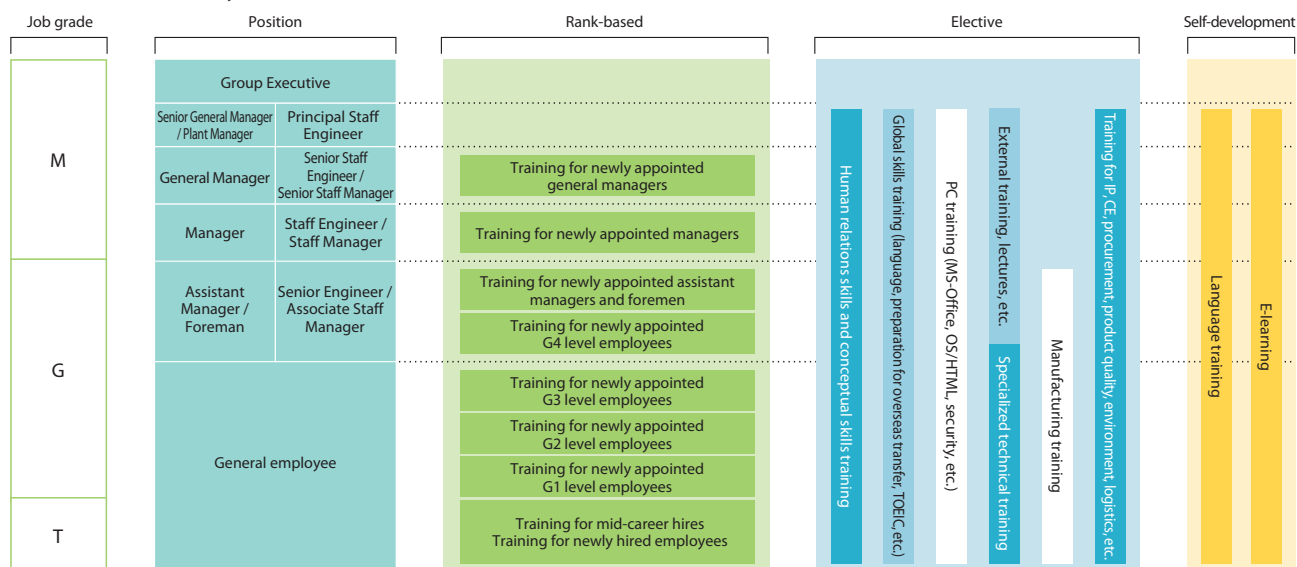 Job grade
Position
Rank-based
Elective
Self-development
M
G
T
Group Executive
Senior General Manager
/ Plant Manager
Principal Staff
Engineer
General Manager
Senior Staff
Engineer /
Senior Staff Manager
Manager
Staff Engineer /
Staff Manager
Assistant
Manager /
Foreman
Senior Engineer /
Associate Staff
Manager
General employee
Training for newly appointed
general managers
Training for newly appointed managers
Training for newly appointed assistant
managers and foremen
Training for newly appointed
G4 level employees
Training for newly appointed
G3 level employees
Training for newly appointed
G2 level employees
Training for newly appointed
G1 level employees
Training for mid-career hires
Training for newly hired employees
Human relations skills and conceptual skills training
Global skills training (language, preparation for overseas transfer, TOEIC, etc.)
PC training (MS-Office, OS/HTML, security, etc.)
External training, lectures, etc.
Specialized technical training
Manufacturing training
Training for IP, CE, procurement, product quality, environment, logistics, etc.
Language training
E-learning